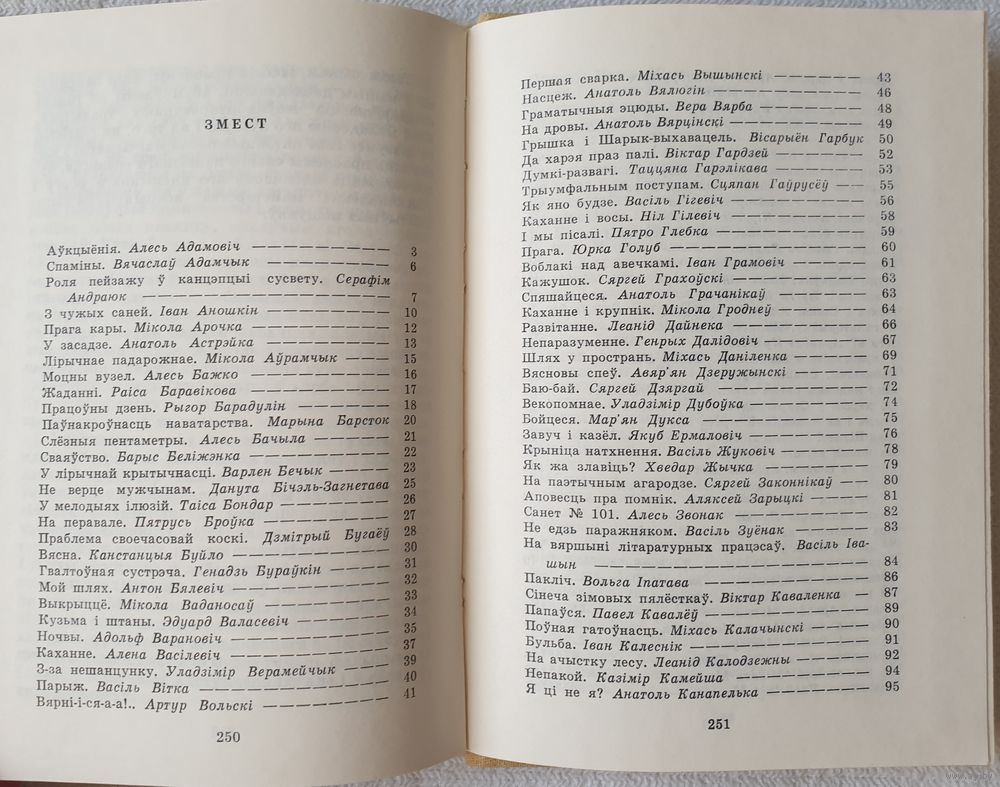 ЗМЕСТ
Аўкцыёнія. Алесь Адамовіч — — — — — — — — — — 3
Спаміны. Вячаслаў Адамчык — — — — — — — — — 6
Роля пейзажу ў канцэпцыі сусвету. Серафім
Андраюк — — — — — — — — — — — — — — — — 7
З чужых саней. Іван Аношкін — — — — — — — — — 10
Прага кары. Мікола Арочка — — — — — — — — — — 12
У засадзе. Анатоль Астрэйка — — — — — — — — — 13
Лірычнае падарожнае. Мікола Аўрамчык — — — — 15
Моцны вузел. Алесь Бажко — — — — — — — — — — 16
Жаданні. Раіса Баравікова — — — — — — — — — — 17
Працоўны дзень. Рыгор Барадулін — — — — — — — 18
Паўнакроўнасць наватарства. Марына Барсток 20
Слёзныя пентаметры. Алесь Бачыла — — — — — — 21
Сваяўство. Барыс Беліжэнка — — — — — — — — — 22
У лірычнай крытычнасці. Варлен Бечык — — — — 23
Не верце мужчынам. Данута Бічэль-Загнетава 25
У мелодыях ілюзій. Таіса Бондар — — — — — — — — 26
На перавале. Пятрусь Броўка — — — — — — — — — 27
Праблема своечасовай коскі. Дзмітрый Бугаёў 28
Вясна. Канстанцыя Буйло — — — — — — — — — — — 30
Гвалтоўная сустрэча. Генадзь Бураўкін — — — — — 31
Мой шлях. Антон Бялевіч — — — — — — — — — — — 32
Выкрыццё. Мікола Ваданосаў — — — — — — — — — 33
Кузьма і штаны. Эдуард Валасевіч — — — — — — — 34
Ночвы. Адольф Варановіч — — — — — — — — — — — 35
Каханне. Алена Васілевіч — — — — — — — — — — — 37
З-за нешанцунку. Уладзімір Верамейчык — — — — 39
Парыж. Васіль Вітка — — — — — — — — — — — — — 40
Вярні-і-ся-а-а!.. Артур Вольскі — — — — — — — — 41
250
Першая сварка. Міхась Вышынскі — — — — — — — 43
Насцеж. Анатоль Вялюгін — — — — — — — — — — — 46
Граматычныя эцюды. Вера Вярба — — — — — — — — 48
На дровы. Анатоль Вярцінскі — — — — — — — — — — 49
Грышка і Шарык-выхавацель. Вісарыён Гарбук 50
Да харэя праз палі. Віктар Гардзей — — — — — — — 52
Думкі-развагі. Таццяна Гарэлікава — — — — — — — 53
Трыумфальным поступам. Сцяпан Гаўрусёў — — 55
Як яно будзе. Васіль Гігевіч — — — — — — — — — — 56
Каханне і восы. Ніл Гілевіч — — — — — — — — — — 58
І мы пісалі. Пятро Глебка — — — — — — — — — — — 59
Прага. Юрка Голуб — — — — — — — — — — — — — — 60
Воблакі над авечкамі. Іван Грамовіч — — — — — — 61
Кажушок. Сяргей Грахоўскі — — — — — — — — — — 63
Спяшайцеся. Анатоль Грачанікаў — — — — — — — — 63
Каханне і крупнік. Мікола Гроднеў — — — — — — — 64
Развітанне. Леанід Дайнека — — — — — — — — — — 66
Непаразуменне. Генрых Далідовіч — — — — — — — — 67
Шлях у пространь. Міхась Даніленка — — — — — — 69
Вясновы спеў. Авяр'ян Дзеружынскі — — — — — — 71
Баю-бай. Сяргей Дзяргай — — — — — — — — — — — 72
Векопомнае. Уладзімір Дубоўка — — — — — — — — — 74
Бойцеся. Мар'ян Дукса — — — — — — — — — — — — 75
Завуч і казёл. Якуб Ермаловіч — — — — — — — — — 76
Крыніца натхнення. Васіль Жуковіч — — — — — — — 78
Як жа злавіць? Хведар Жычка — — — — — — — — — 79
На паэтычным агародзе. Сяргей Законнікаў — — 80
Аповесць пра помнік. Аляксей Зарыцкі — — — — — 81
Санет № 101. Алесь Звонак — — — — — — — — — — — 82
Не едзь паражняком. Васіль Зуёнак — — — — — — — 83
На вяршыні літаратурных працэсаў. Васіль Іва-
шын — — — — — — — — — — — — — — — — — — — 84
Пакліч. Вольга Іпатава — — — — — — — — — — — — 86
Сінеча зімовых пялёсткаў. Віктар Каваленка — 87
Папаўся. Павел Кавалёў — — — — — — — — — — — — 89
Поўная гатоўнасць. Міхась Калачынскі — — — — — 90
Бульба. Іван Калеснік — — — — — — — — — — — — — 91
На ачыстку лесу. Леанід Калодзежны — — — — — — 92
Непакой. Казімір Камейша — — — — — — — — — — — 94
Я ці не я? Анатоль Канапелька — — — — — — — — — 95
251